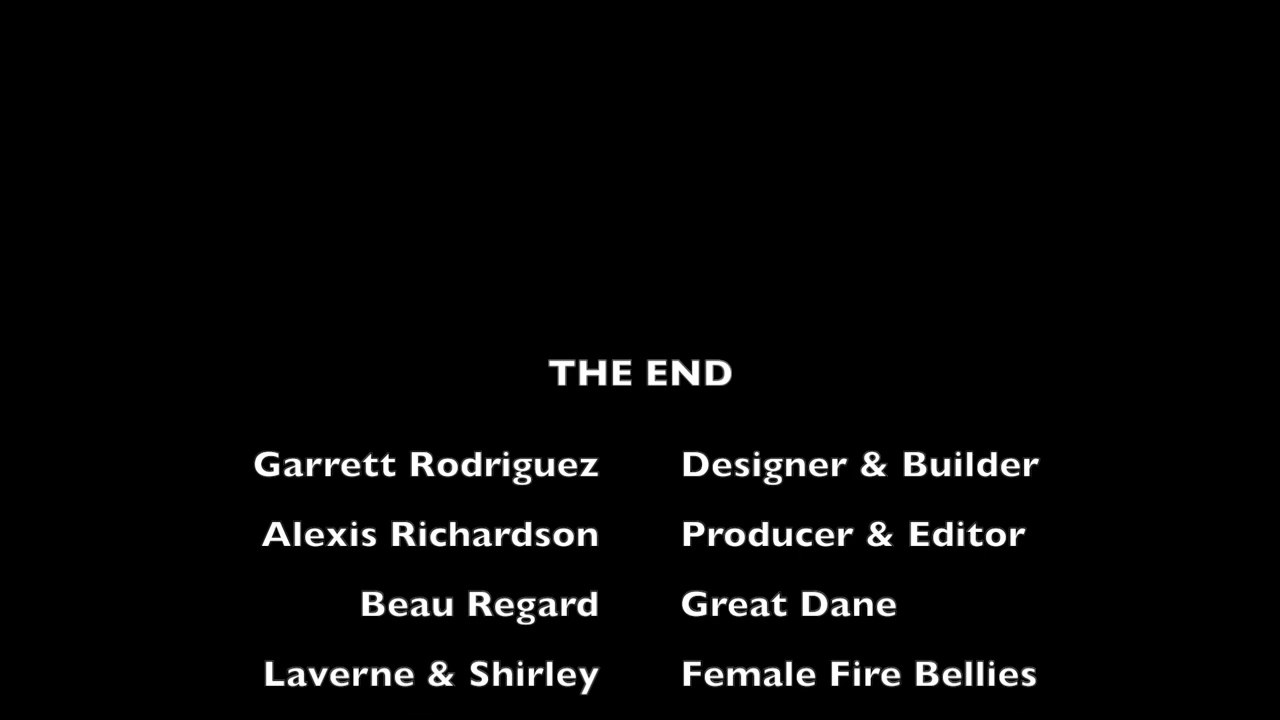 THE END
Garrett Rodriguez Designer & Builder
Alexis Richardson Producer & Editor
Beau Regard Great Dane
Laverne & Shirley Female Fire Bellies